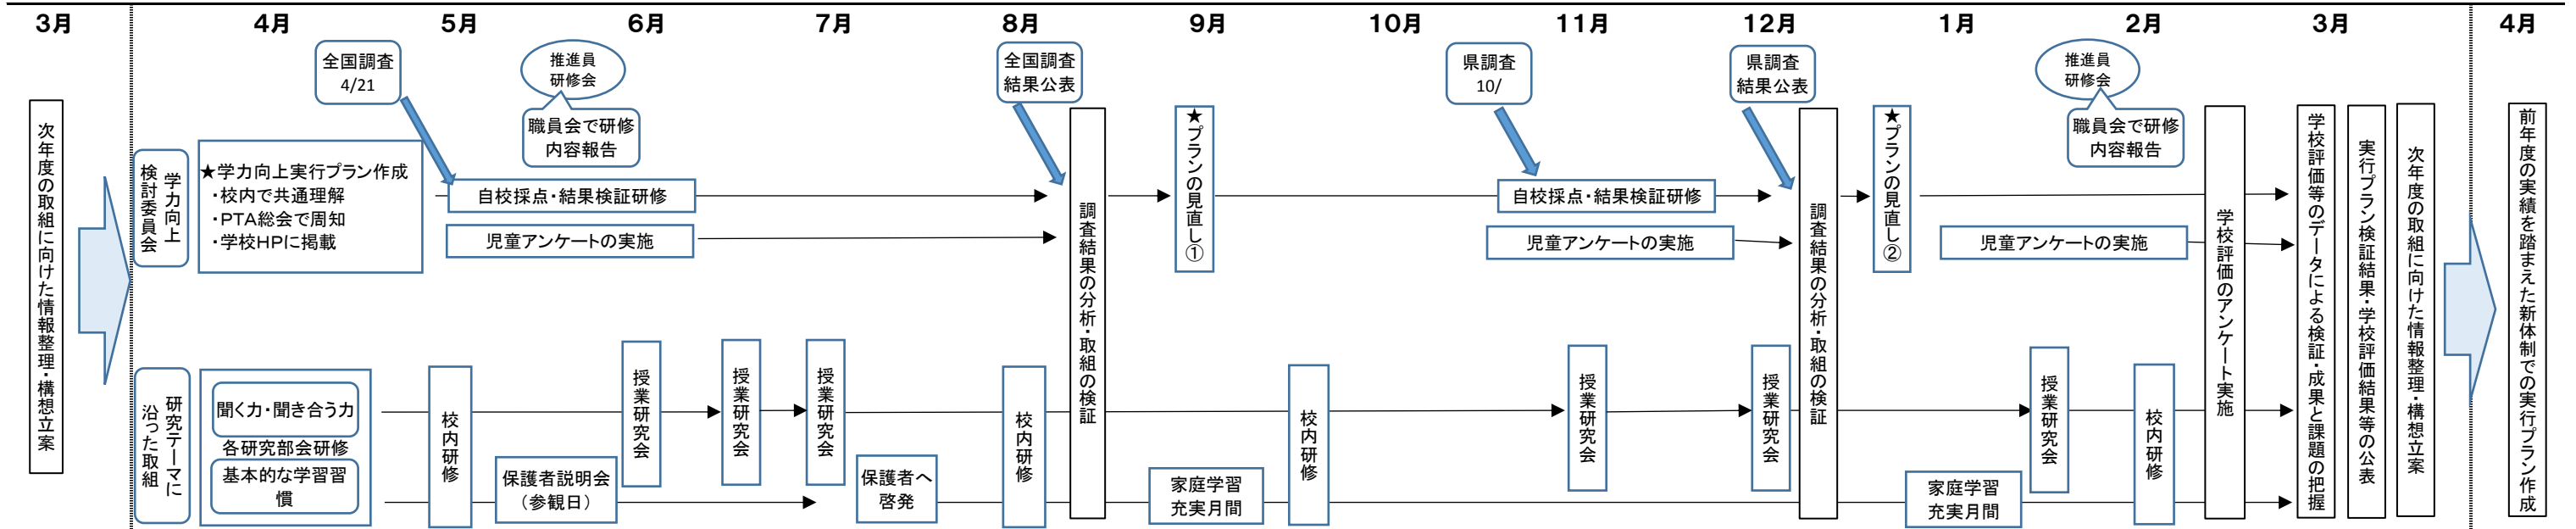 3月
4月
5月
6月
7月
8月
9月
10月
11月
12月
1月
2月
3月
4月
次年度の取組に向けた情報整理・構想立案
学力向上
検討委員会
★学力向上実行プラン作成
・校内で共通理解
・PTA総会で周知
・学校HPに掲載
全国調査
4/21
推進員
研修会
職員会で研修
内容報告
自校採点・結果検証研修
児童アンケートの実施
全国調査
結果公表
調査結果の分析・取組の検証
★プランの見直し①
県調査
10/
自校採点・結果検証研修
児童アンケートの実施
県調査
結果公表
調査結果の分析・取組の検証
★プランの見直し②
推進員
研修会
職員会で研修
内容報告
児童アンケートの実施
学校評価のアンケート実施
学校評価等のデータによる検証・成果と課題の把握
実行プラン検証結果・学校評価結果等の公表
次年度の取組に向けた情報整理・構想立案
前年度の実績を踏まえた新体制での実行プラン作成
研究テーマに
沿った取組
聞く力・聞き合う力
各研究部会研修
基本的な学習習
慣
校内研修
保護者説明会
（参観日）
授業研究会
授業研究会
授業研究会
保護者へ
啓発
校内研修
家庭学習
充実月間
校内研修
授業研究会
授業研究会
家庭学習
充実月間
授業研究会
校内研修